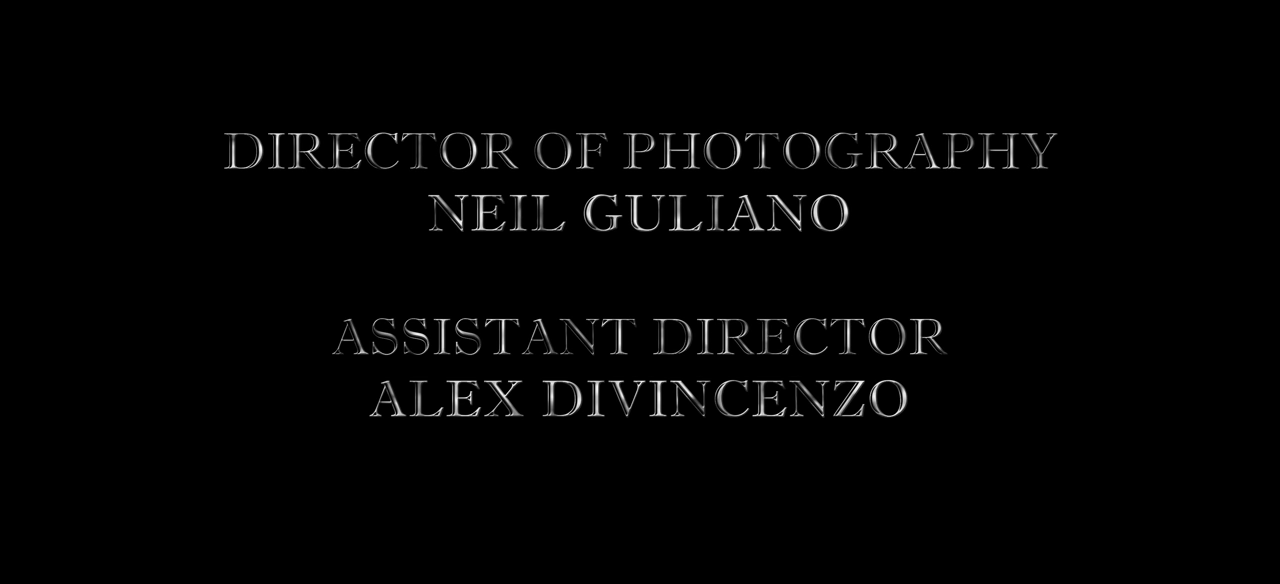 DIRECTOR OF PHOTOGRAPHY
NEIL GULIANO
ASSISTANT DIRECTOR
ALEX DIVINCENZO